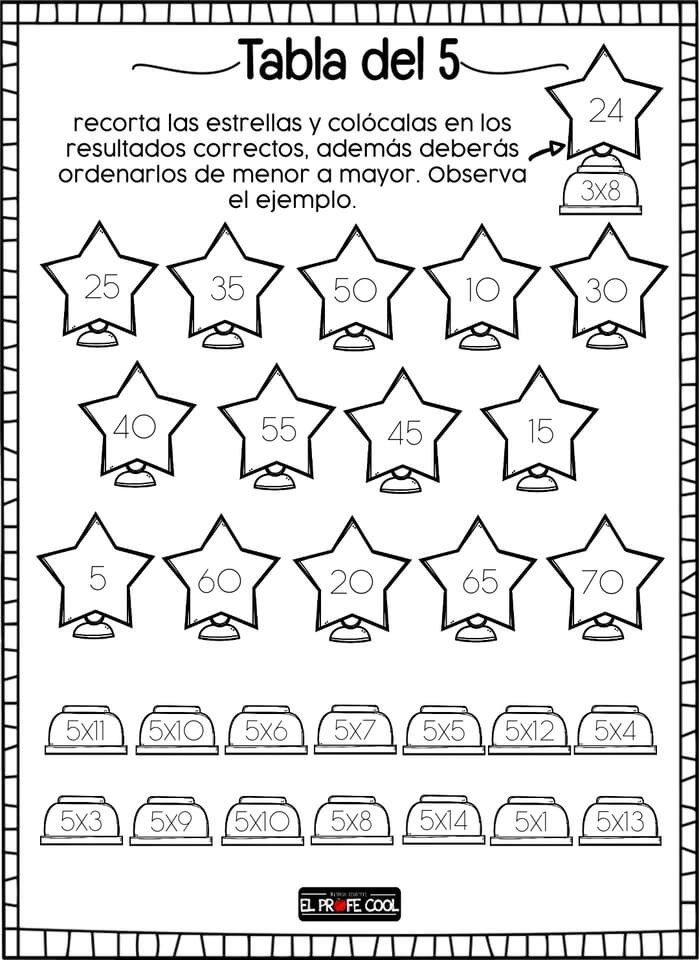 Tabla del 5
recorta las estrellas y colócalas en los
resultados correctos, además deberás
ordenarlos de menor a mayor. Observa
el ejemplo.
24
3x8
25 35 50 10 30
40 55 45 15
5 60 20 65 70
5x11 5x10 5x6 5x7 5x5 5x12 5x4
5x3 5x9 5x10 5x8 5x14 5x1 5x13
EL PROFE COOL